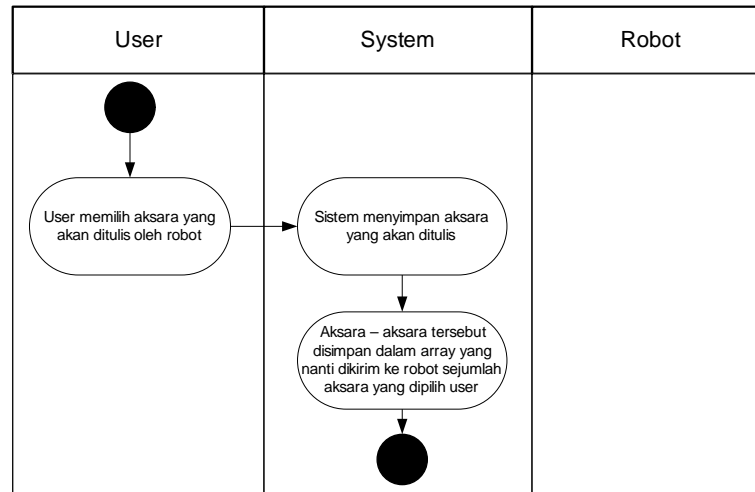 User
System
Robot
User memilih aksara yang
akan ditulis oleh robot
Sistem menyimpan aksara
yang akan ditulis
Aksara – aksara tersebut
disimpan dalam array yang
nanti dikirim ke robot sejumlah
aksara yang dipilih user